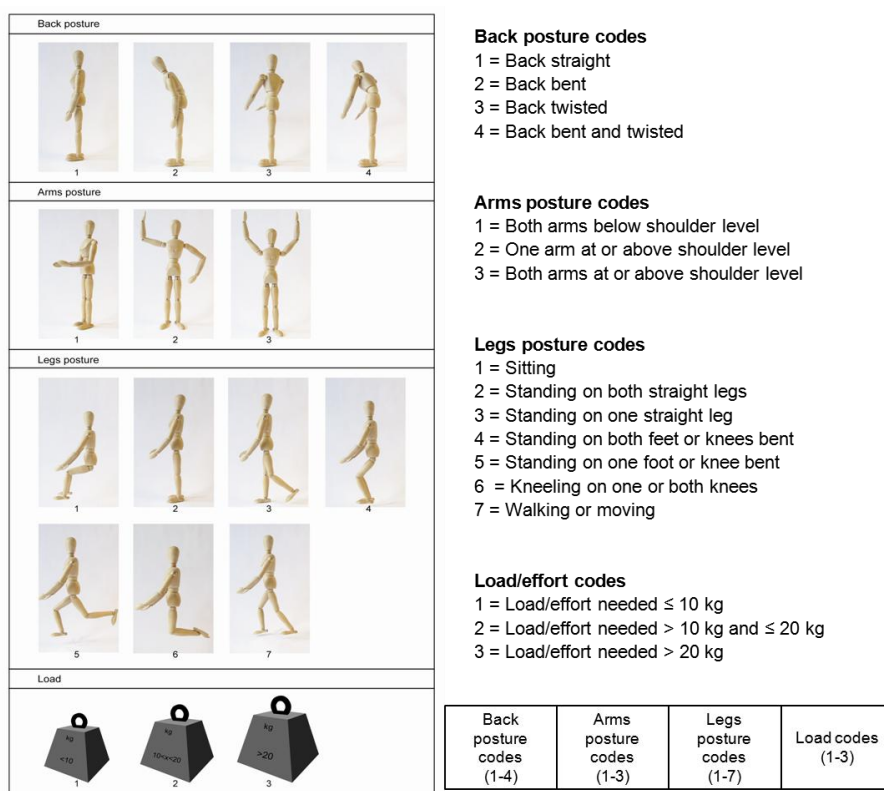 Back posture
1
2
3
4
Arms posture
1
2
3
Legs posture
1
2
3
4
5
6
7
Load
kg
<10
1
kg
10<x<20
2
kg
>20
3
Back posture codes
1 = Back straight
2 = Back bent
3 = Back twisted
4 = Back bent and twisted
Arms posture codes
1 = Both arms below shoulder level
2 = One arm at or above shoulder level
3 = Both arms at or above shoulder level
Legs posture codes
1 = Sitting
2 = Standing on both straight legs
3 = Standing on one straight leg
4 = Standing on both feet or knees bent
5 = Standing on one foot or knee bent
6 = Kneeling on one or both knees
7 = Walking or moving
Load/effort codes
1 = Load/effort needed ≤ 10 kg
2 = Load/effort needed > 10 kg and ≤ 20 kg
3 = Load/effort needed > 20 kg
Back
posture
codes
(1-4)
Arms
posture
codes
(1-3)
Legs
posture
codes
(1-7)
Load codes
(1-3)